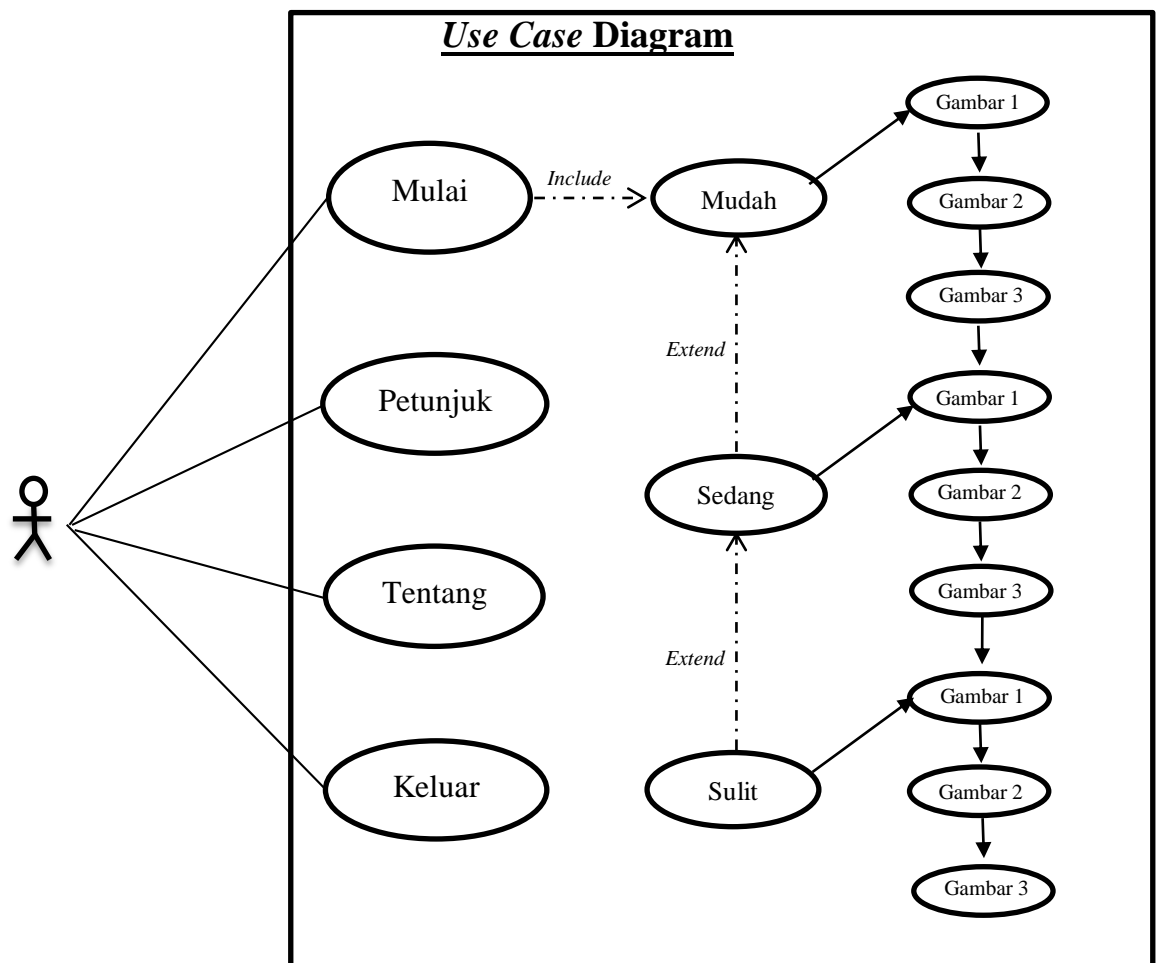 Use Case Diagram
Gambar 1
Mulai
Include
Mudah
Gambar 2
Gambar 3
Extend
Petunjuk
Gambar 1
Sedang
Gambar 2
Tentang
Gambar 3
Extend
Gambar 1
Keluar
Sulit
Gambar 2
Gambar 3